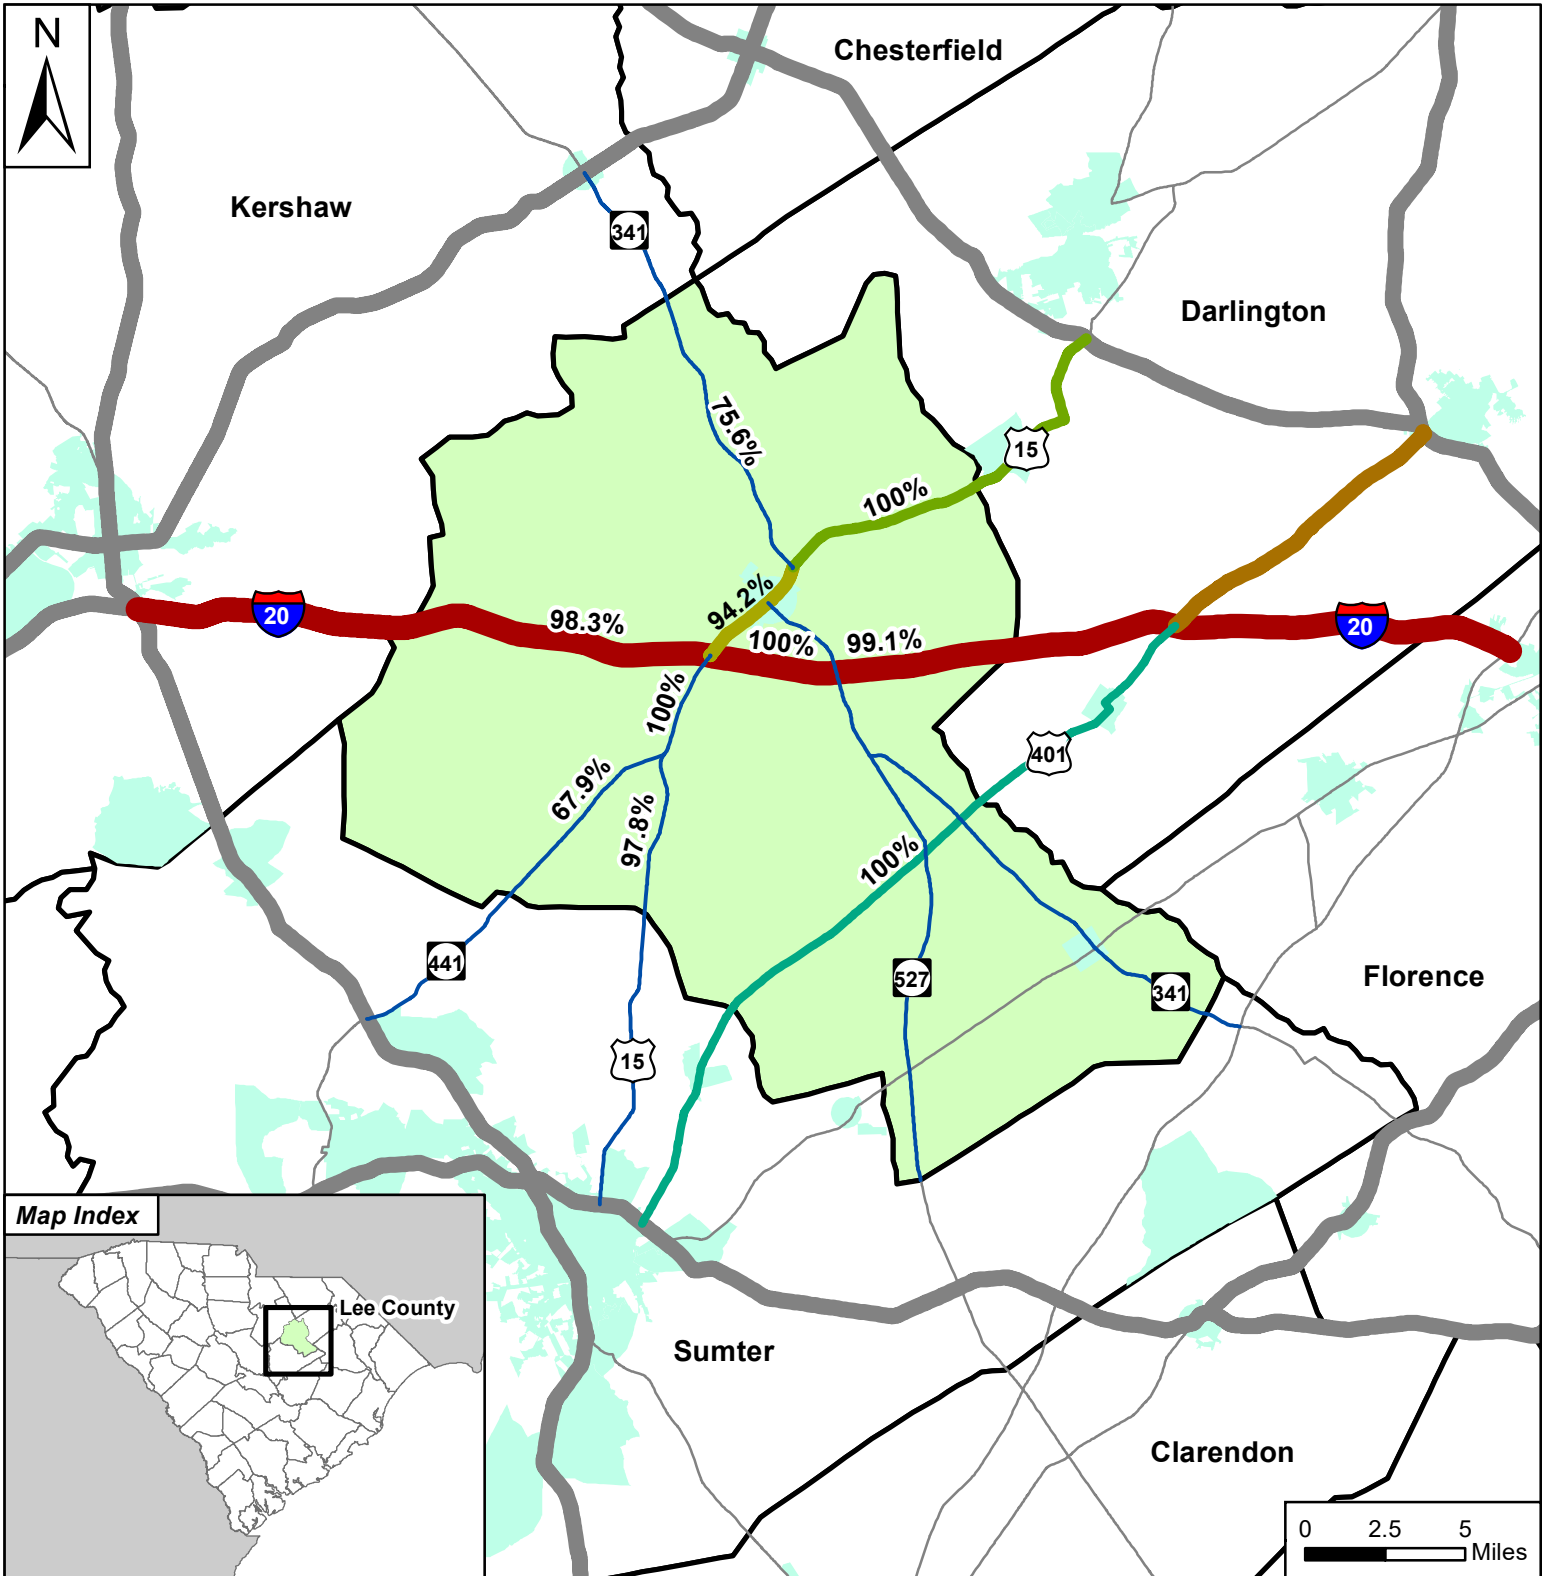 N
Chesterfield
Kershaw
341
Darlington
75.6%
15
100%
94.2%
20
98.3%
100%
99.1%
20
100%
401
67.9%
97.8%
100%
441
527
341
Florence
15
Map Index
Lee County
Sumter
Clarendon
0 2.5 5
Miles